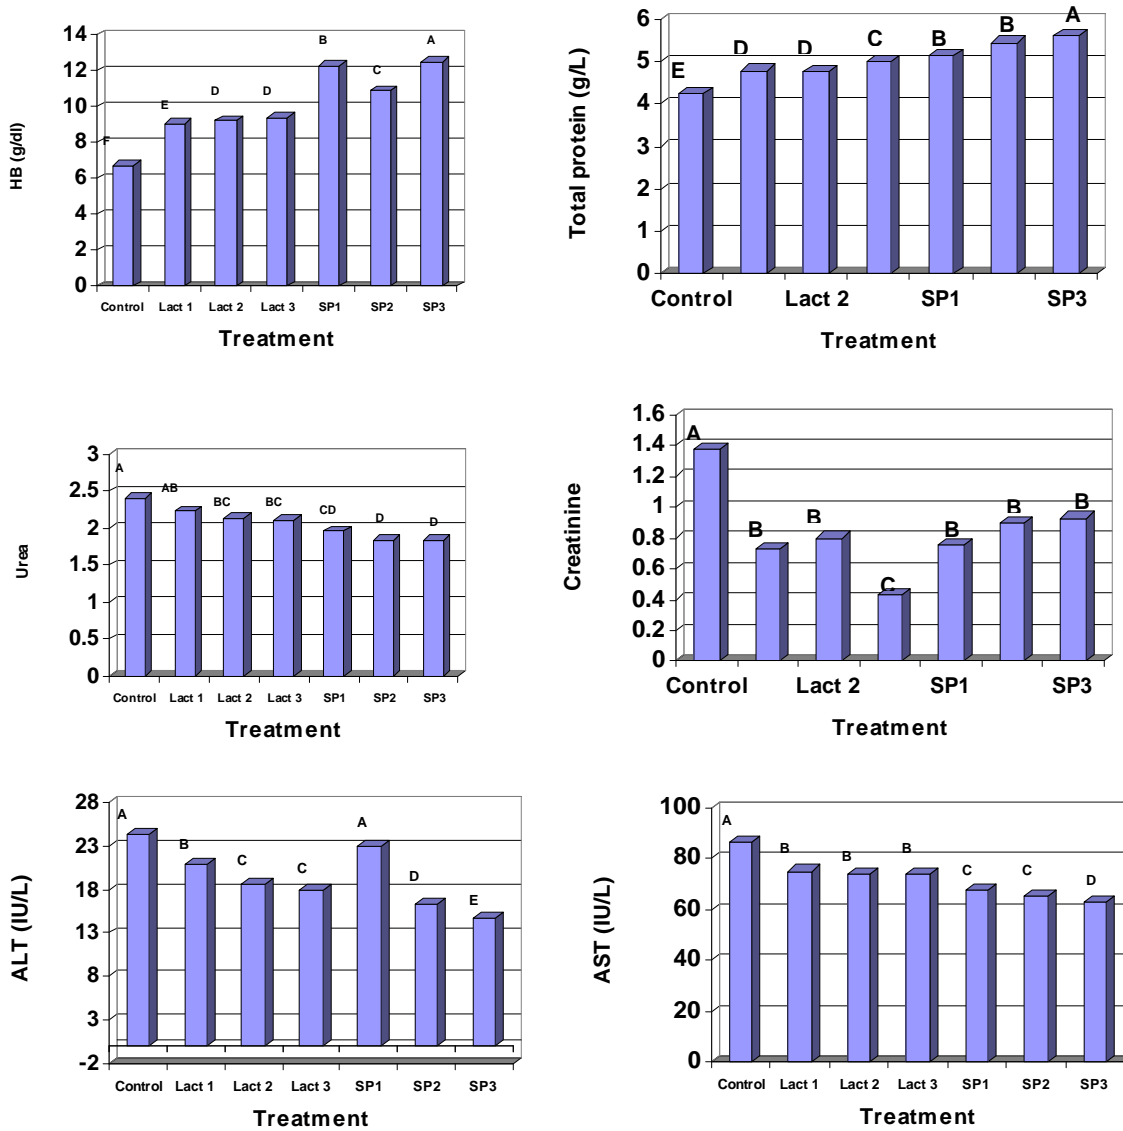 14
12
10
8
6
4
2
0
HB (g/dl)
F
E
D
D
B
C
A
Control Lact 1 Lact 2 Lact 3 SP1 SP2 SP3
Treatment
6
5
4
3
2
1
0
Total protein (g/L)
E
D
D
C
B
B
A
Control Lact 2 SP1 SP3
Treatment
3
2.5
2
1.5
1
0.5
0
Urea
A
AB
BC
BC
CD
D
D
Control Lact 1 Lact 2 Lact 3 SP1 SP2 SP3
Treatment
1.6
1.4
1.2
1
0.8
0.6
0.4
0.2
0
Creatinine
A
B
B
C
B
B
B
Control Lact 2 SP1 SP3
Treatment
28
23
18
13
8
3
-2
ALT (IU/L)
A
B
C
C
A
D
E
Control Lact 1 Lact 2 Lact 3 SP1 SP2 SP3
Treatment
100
80
60
40
20
0
AST (IU/L)
A
B
B
B
C
C
D
Control Lact 1 Lact 2 Lact 3 SP1 SP2 SP3
Treatment